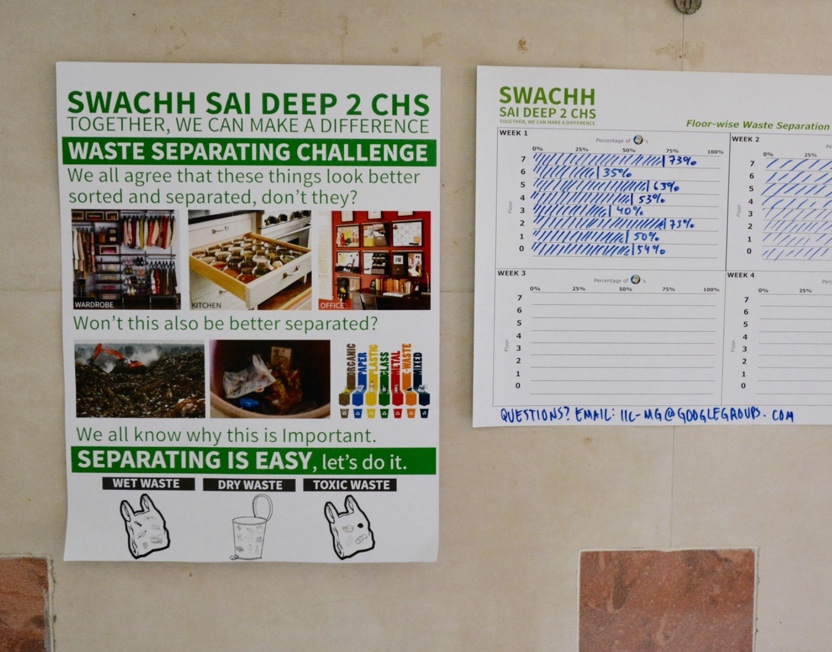 SWACHH SAI DEEP 2 CHS
TOGETHER, WE CAN MAKE A DIFFERENCE
WASTE SEPARATING CHALLENGE
We all agree that these things look better
sorted and separated, don't they?
WARDROBE
KITCHEN
OFFICE
Won't this also be better separated?
ORGANIC
PAPER
PLASTIC
GLASS
METAL
E-WASTE
MIXED
We all know why this is Important.
SEPARATING IS EASY, let's do it.
WET WASTE DRY WASTE TOXIC WASTE
SWACHH
SAI DEEP 2 CHS
TOGETHER, WE CAN MAKE A DIFFERENCE
Floor-wise Waste Separation
WEEK 1
Percentage of 's
0% 25% 50% 75% 100%
Floor
7 73%
6 35%
5 63%
4 53%
3 40%
2 73%
1 50%
0 54%
WEEK 2
0%
Floor
7
6
5
4
3
2
1
0
WEEK 3
Percentage of 's
0% 25% 50% 75% 100%
Floor
7
6
5
4
3
2
1
0
WEEK 4
0%
Floor
7
6
5
4
3
2
1
0
QUESTIONS? EMAIL: IIC-MG@GOOGLEGROUPS.COM